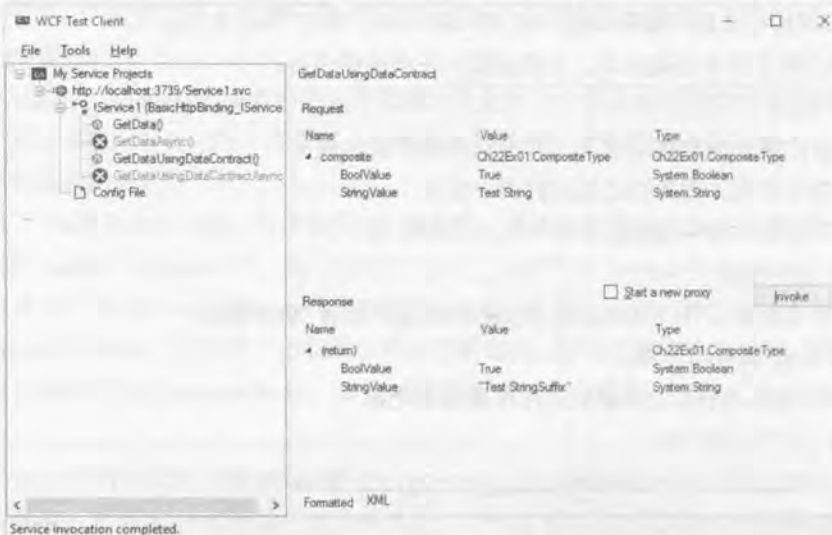 WCF Test Client
File Tools Help
My Service Projects
http://localhost:3739/Service1.svc
IService1 (BasicHttpBinding_IService
GetData()
GetDataAsync()
GetDataUsingDataContract()
GetDataUsingDataContractAsync
Config File
GetDataUsingDataContract
Request
Name Value Type
composite Ch22Ex01.CompositeType Ch22Ex01.CompositeType
BoolValue True System.Boolean
StringValue Test String System.String
Start a new proxy Invoke
Response
Name Value Type
(return) Ch22Ex01.CompositeType
BoolValue True System.Boolean
StringValue "Test StringSuffix" System.String
Formatted XML
Service invocation completed.